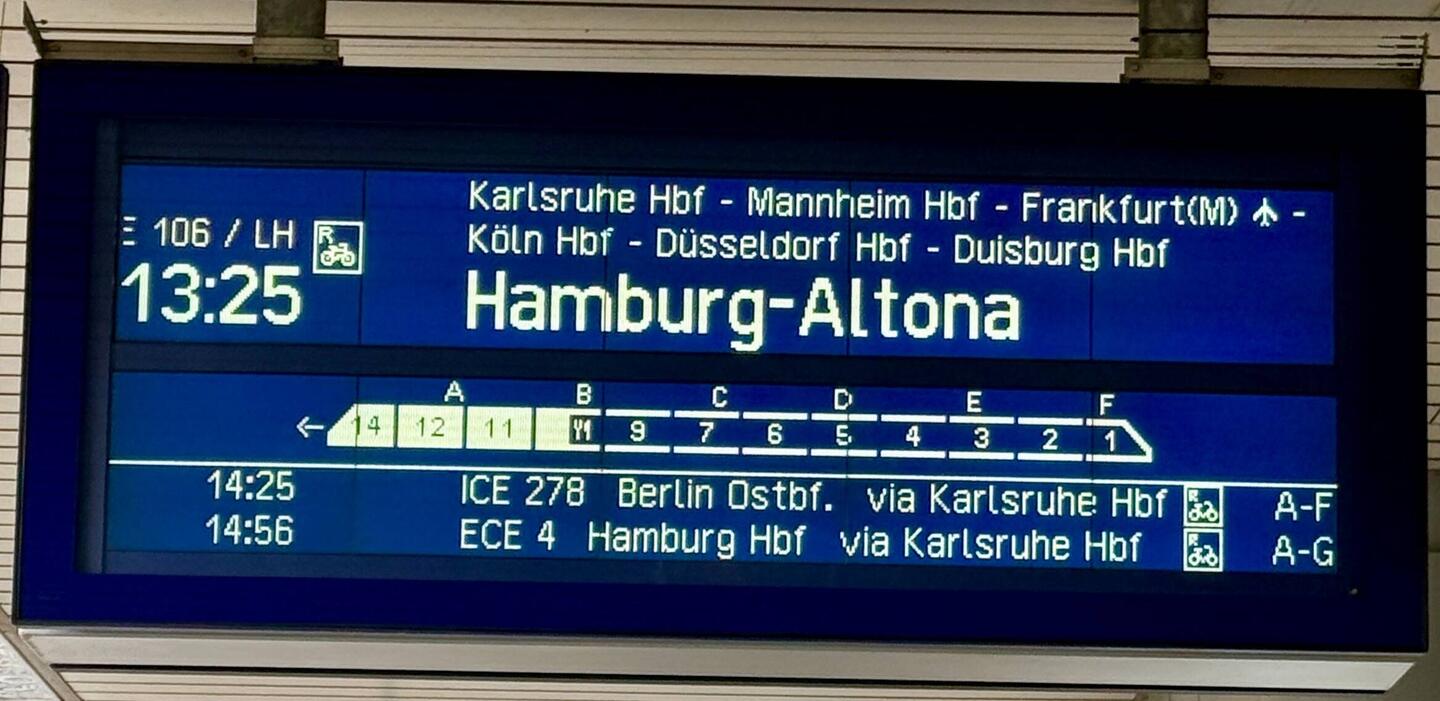 Karlsruhe Hbf - Mannheim Hbf - Frankfurt(M) ✈ -
E 106 / LH R
Köln Hbf - Düsseldorf Hbf - Duisburg Hbf
13:25
Hamburg-Altona
A B C D E F
← 14 12 11 9 7 6 5 4 3 2 1
14:25 ICE 278 Berlin Ostbf. via Karlsruhe Hbf R A-F
14:56 ECE 4 Hamburg Hbf via Karlsruhe Hbf R A-G